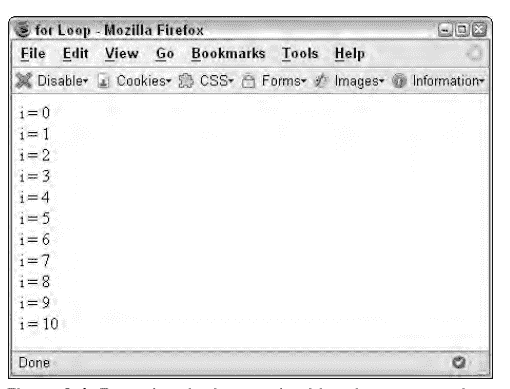 for Loop - Mozilla Firefox
File Edit View Go Bookmarks Tools Help
Disable Cookies CSS Forms Images Information
i = 0
i = 1
i = 2
i = 3
i = 4
i = 5
i = 6
i = 7
i = 8
i = 9
i = 10
Done